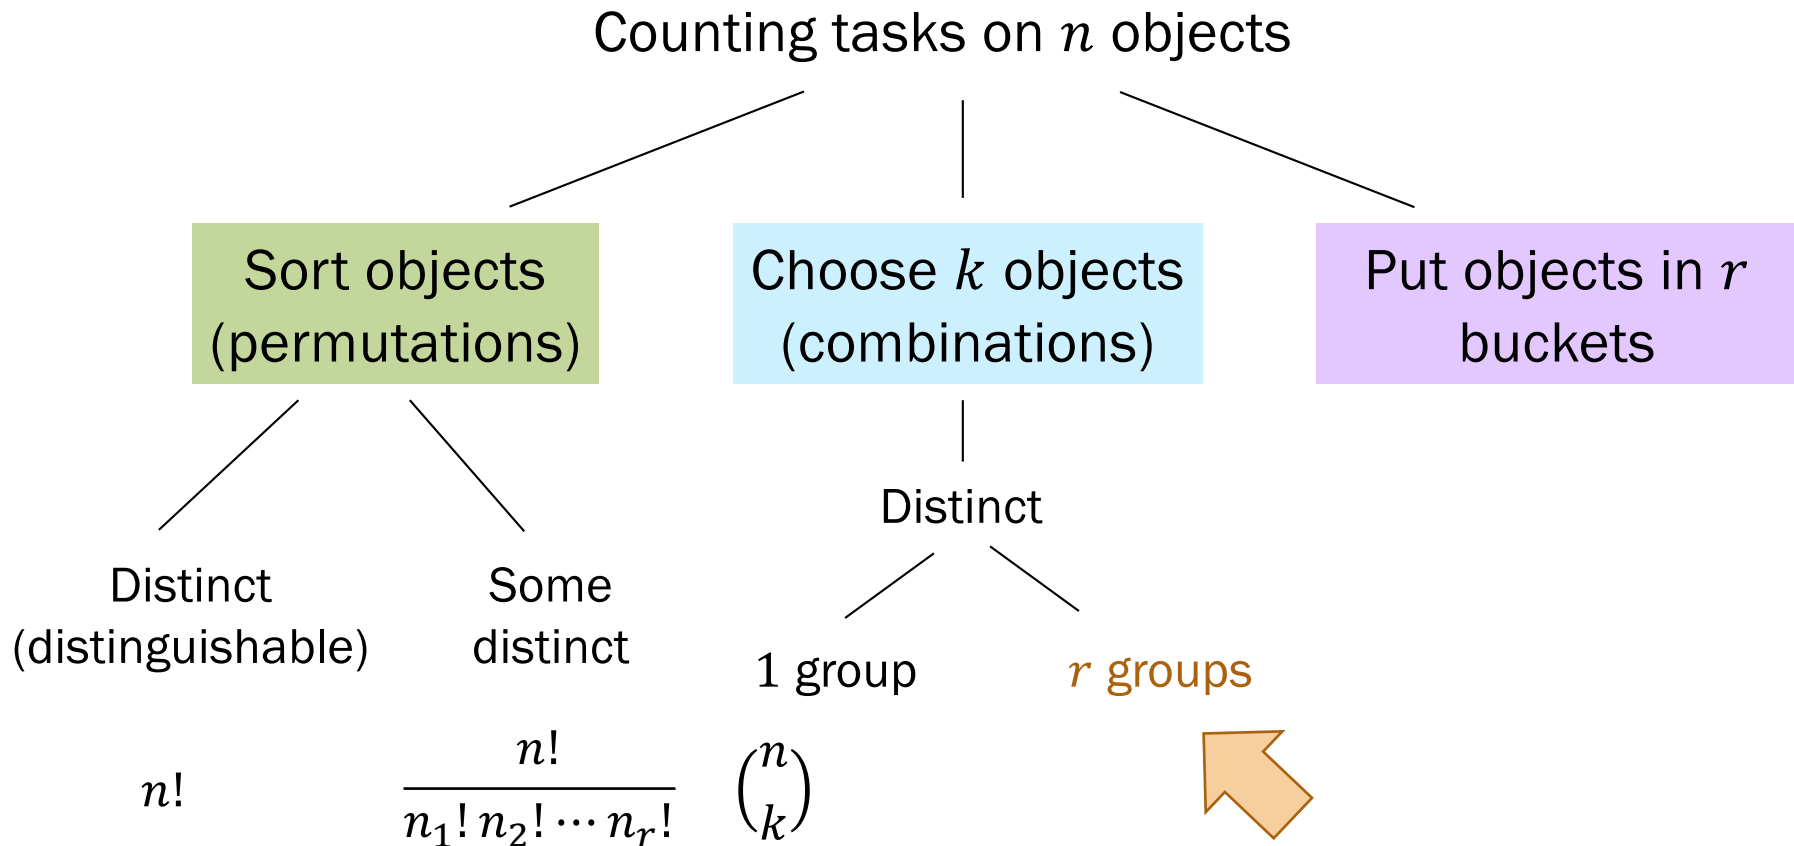 Counting tasks on n objects
Sort objects
(permutations)
Choose k objects
(combinations)
Put objects in r
buckets
Distinct
Distinct
(distinguishable)
Some
distinct
1 group
r groups
n!
n!
n₁! n₂! ⋯ nᵣ!
(n
k)